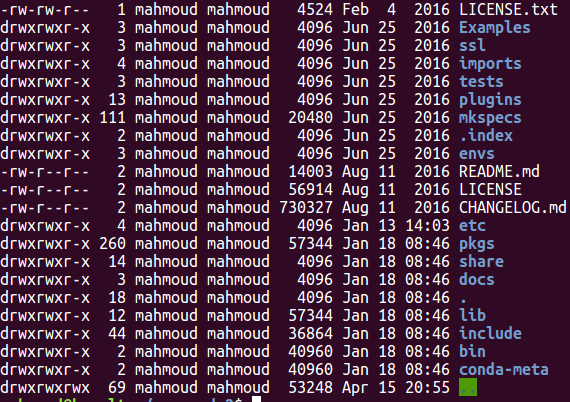 -rw-rw-r-- 1 mahmoud mahmoud 4524 Feb 4 2016 LICENSE.txt
drwxrwxr-x 3 mahmoud mahmoud 4096 Jun 25 2016 Examples
drwxrwxr-x 3 mahmoud mahmoud 4096 Jun 25 2016 ssl
drwxrwxr-x 4 mahmoud mahmoud 4096 Jun 25 2016 imports
drwxrwxr-x 3 mahmoud mahmoud 4096 Jun 25 2016 tests
drwxrwxr-x 13 mahmoud mahmoud 4096 Jun 25 2016 plugins
drwxrwxr-x 111 mahmoud mahmoud 20480 Jun 25 2016 mkspecs
drwxrwxr-x 2 mahmoud mahmoud 4096 Jun 25 2016 .index
drwxrwxr-x 3 mahmoud mahmoud 4096 Jun 25 2016 envs
-rw-r--r-- 2 mahmoud mahmoud 14003 Aug 11 2016 README.md
-rw-r--r-- 2 mahmoud mahmoud 56914 Aug 11 2016 LICENSE
-rw-r--r-- 2 mahmoud mahmoud 730327 Aug 11 2016 CHANGELOG.md
drwxrwxr-x 4 mahmoud mahmoud 4096 Jan 13 14:03 etc
drwxrwxr-x 260 mahmoud mahmoud 57344 Jan 18 08:46 pkgs
drwxrwxr-x 14 mahmoud mahmoud 4096 Jan 18 08:46 share
drwxrwxr-x 3 mahmoud mahmoud 4096 Jan 18 08:46 docs
drwxrwxr-x 18 mahmoud mahmoud 4096 Jan 18 08:46 .
drwxrwxr-x 12 mahmoud mahmoud 57344 Jan 18 08:46 lib
drwxrwxr-x 44 mahmoud mahmoud 36864 Jan 18 08:46 include
drwxrwxr-x 2 mahmoud mahmoud 40960 Jan 18 08:46 bin
drwxrwxr-x 2 mahmoud mahmoud 40960 Jan 18 08:46 conda-meta
drwxrwxrwx 69 mahmoud mahmoud 53248 Apr 15 20:55 ..